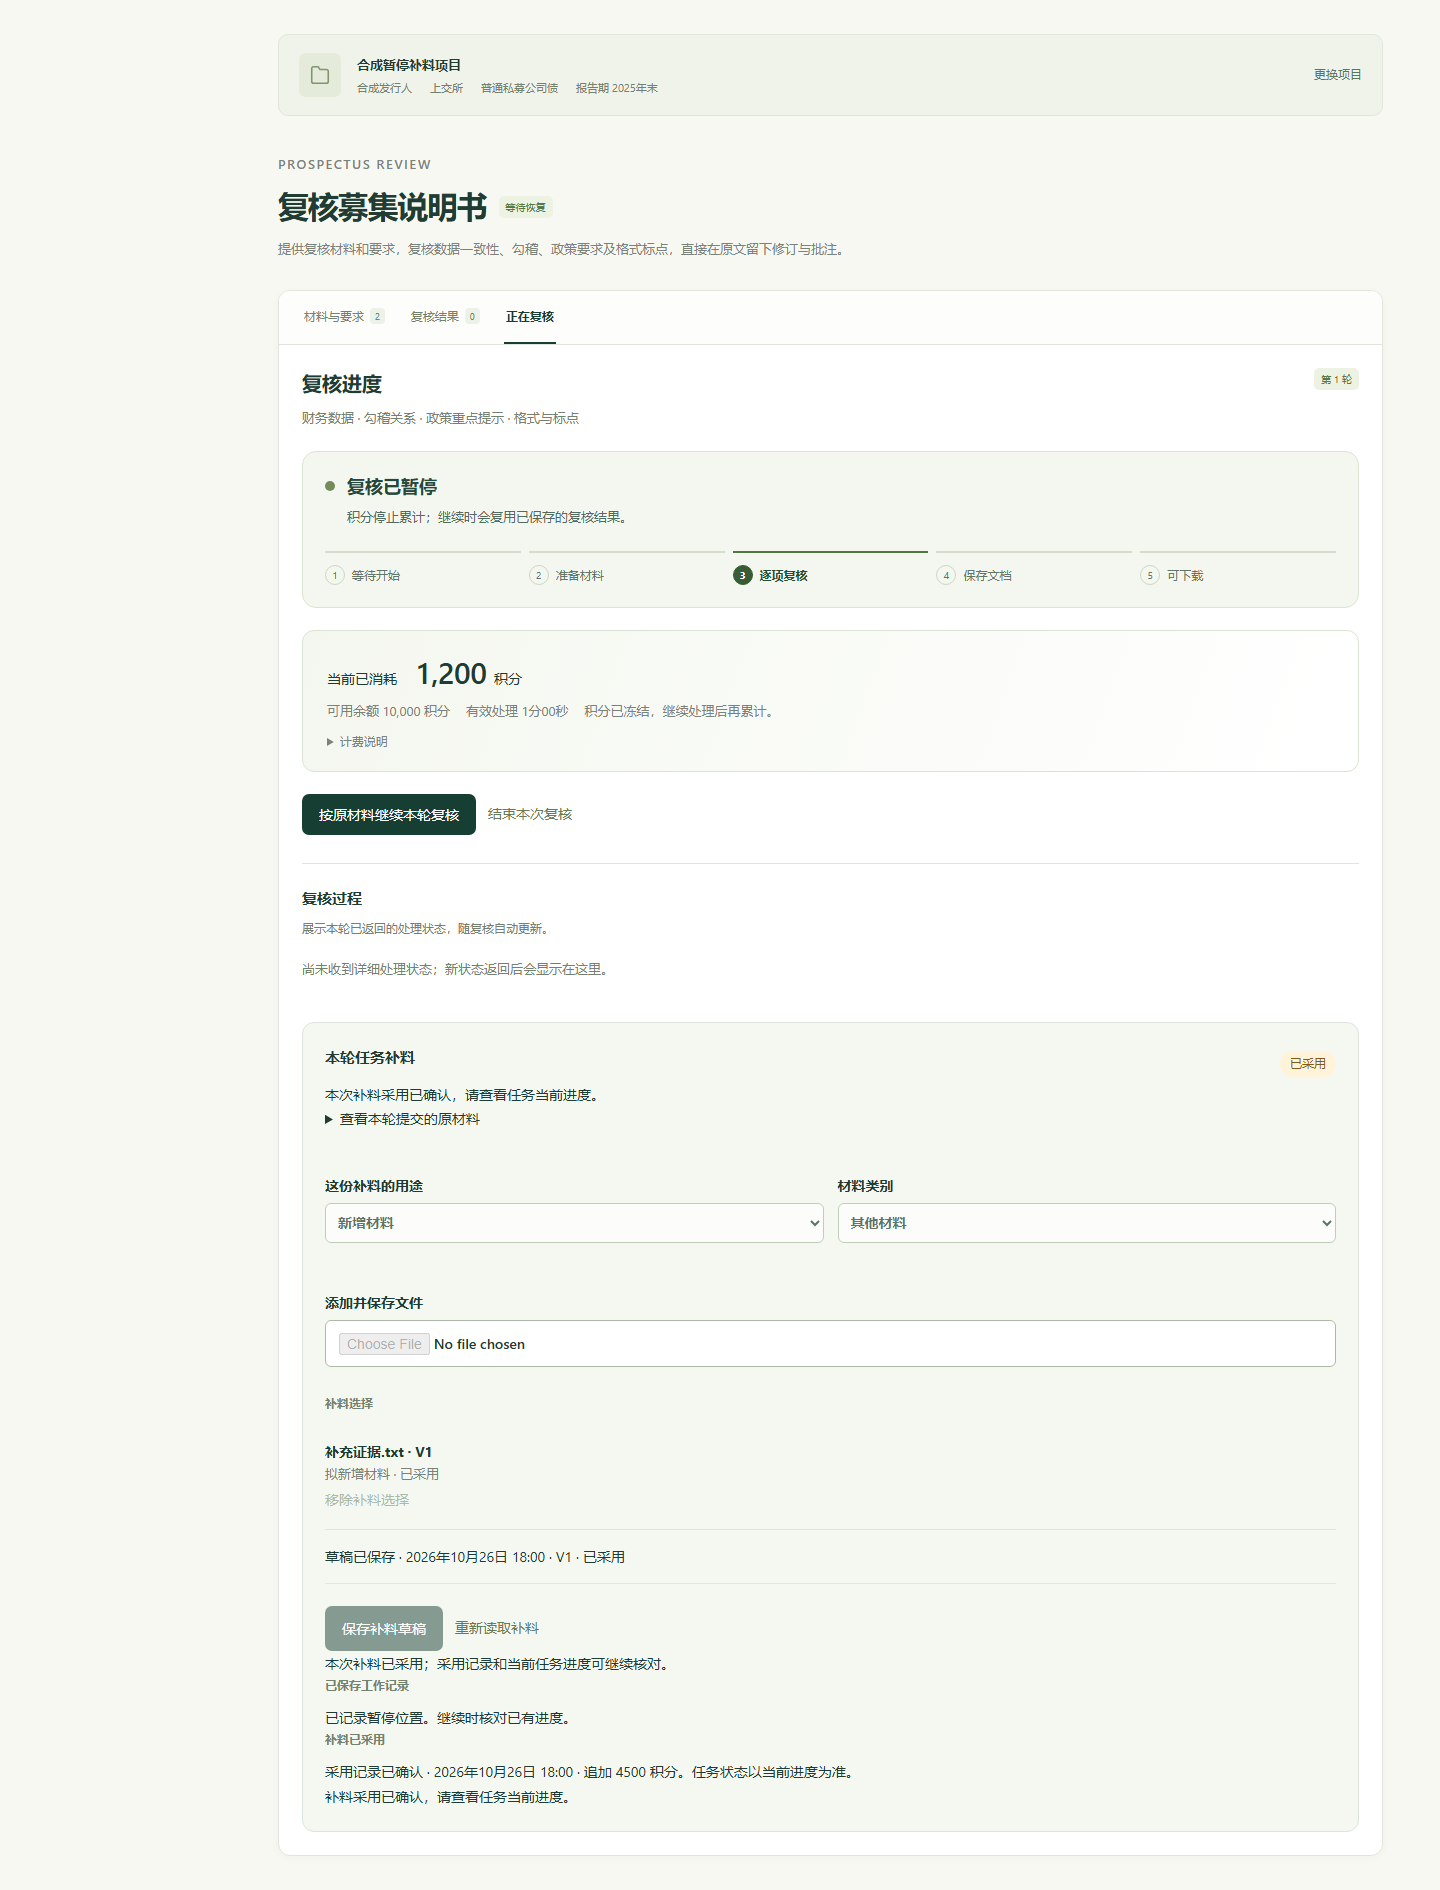 合成暂停补料项目
合成发行人 上交所 普通私募公司债 报告期 2025年末
更换项目
PROSPECTUS REVIEW
复核募集说明书 等待恢复
提供复核材料和要求，复核数据一致性、勾稽、政策要求及格式标点，直接在原文留下修订与批注。
材料与要求 2 复核结果 0 正在复核
复核进度
第 1 轮
财务数据 · 勾稽关系 · 政策重点提示 · 格式与标点
复核已暂停
积分停止累计；继续时会复用已保存的复核结果。
1 等待开始 2 准备材料 3 逐项复核 4 保存文档 5 可下载
当前已消耗 1,200 积分
可用余额 10,000 积分 有效处理 1分00秒 积分已冻结，继续处理后再累计。
▶ 计费说明
按原材料继续本轮复核 结束本次复核
复核过程
展示本轮已返回的处理状态，随复核自动更新。
尚未收到详细处理状态；新状态返回后会显示在这里。
本轮任务补料
已采用
本次补料采用已确认，请查看任务当前进度。
▶ 查看本轮提交的原材料
这份补料的用途 材料类别
新增材料 其他材料
添加并保存文件
Choose File No file chosen
补料选择
补充证据.txt · V1
拟新增材料 · 已采用
移除补料选择
草稿已保存 · 2026年10月26日 18:00 · V1 · 已采用
保存补料草稿 重新读取补料
本次补料已采用；采用记录和当前任务进度可继续核对。
已保存工作记录
已记录暂停位置。继续时核对已有进度。
补料已采用
采用记录已确认 · 2026年10月26日 18:00 · 追加 4500 积分。任务状态以当前进度为准。
补料采用已确认，请查看任务当前进度。